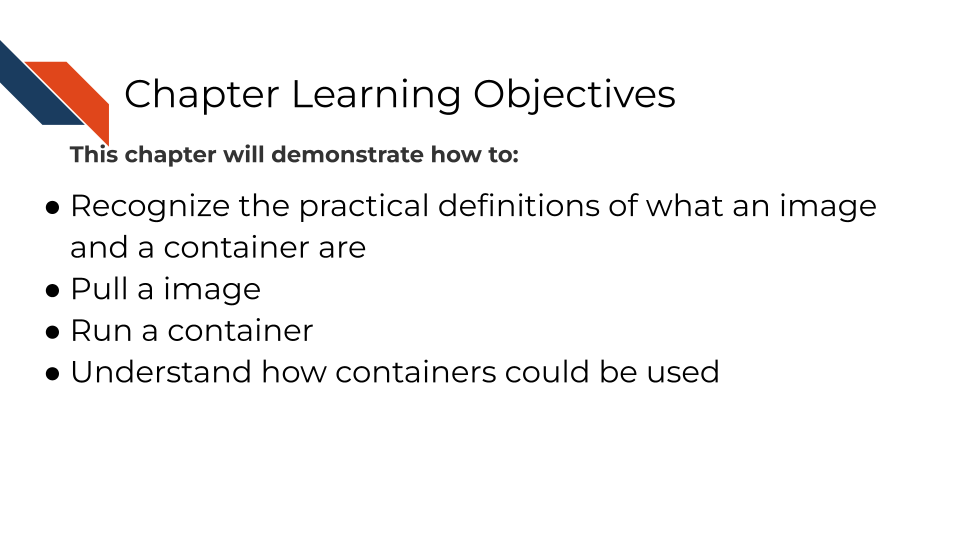 Chapter Learning Objectives
This chapter will demonstrate how to:
● Recognize the practical definitions of what an image
and a container are
● Pull a image
● Run a container
● Understand how containers could be used